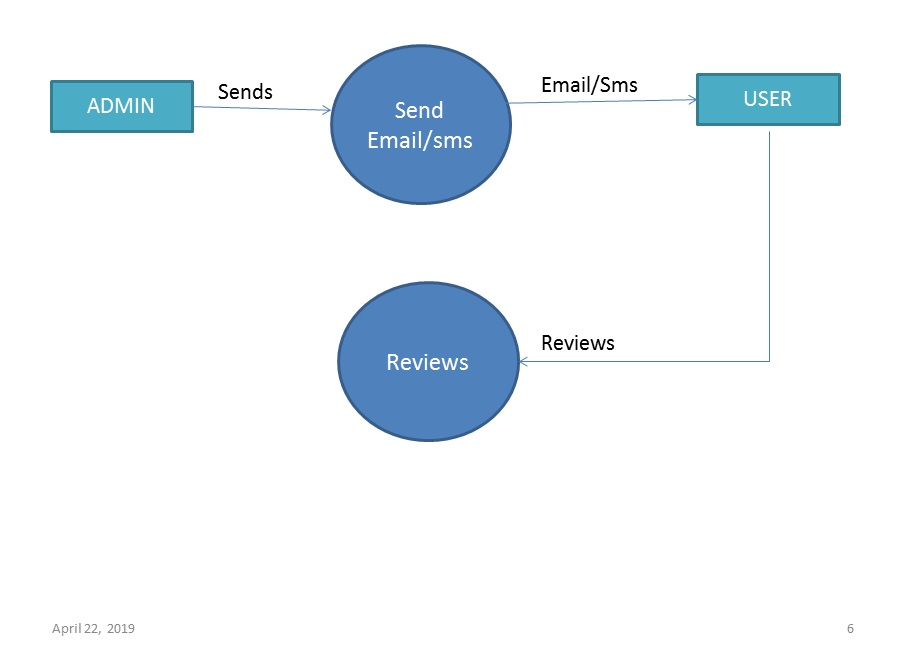 ADMIN
Sends
Send
Email/sms
Email/Sms
USER
Reviews
Reviews
April 22, 2019
6